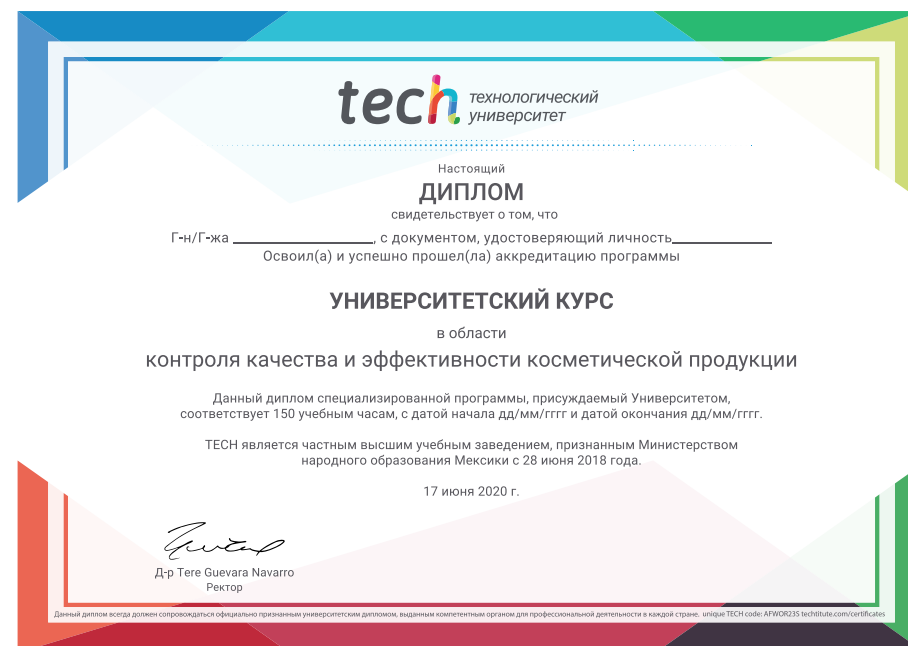 tech технологический
университет
Настоящий
ДИПЛОМ
свидетельствует о том, что
Г-н/Г-жа ____________________, с документом, удостоверяющий личность______________
Освоил(а) и успешно прошел(ла) аккредитацию программы
УНИВЕРСИТЕТСКИЙ КУРС
в области
контроля качества и эффективности косметической продукции
Данный диплом специализированной программы, присуждаемый Университетом,
соответствует 150 учебным часам, с датой начала дд/мм/гггг и датой окончания дд/мм/гггг.
TECH является частным высшим учебным заведением, признанным Министерством
народного образования Мексики с 28 июня 2018 года.
17 июня 2020 г.
Д-р Tere Guevara Navarro
Ректор
Данный диплом всегда должен сопровождаться официально признанным университетским дипломом, выданным компетентным органом для профессиональной деятельности в каждой стране. unique TECH code: AFWOR23S techtitute.com/certificates